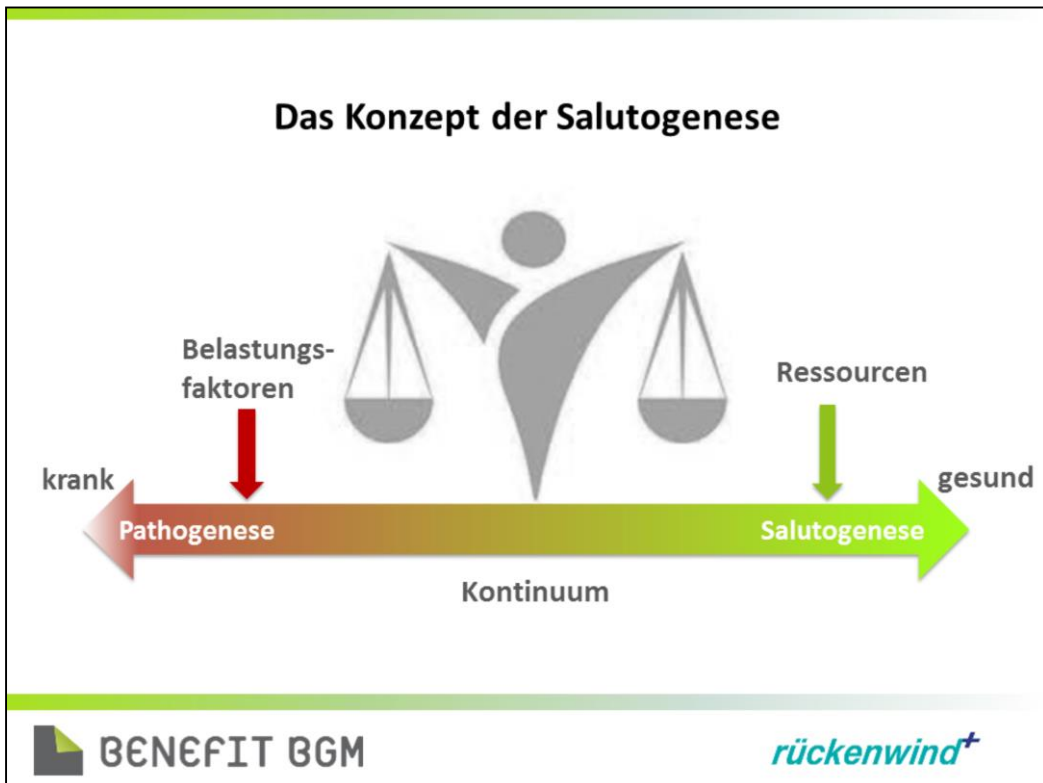 Das Konzept der Salutogenese
Belastungs-
faktoren
Ressourcen
krank
gesund
Pathogenese
Salutogenese
Kontinuum
BENEFIT BGM
rückenwind+